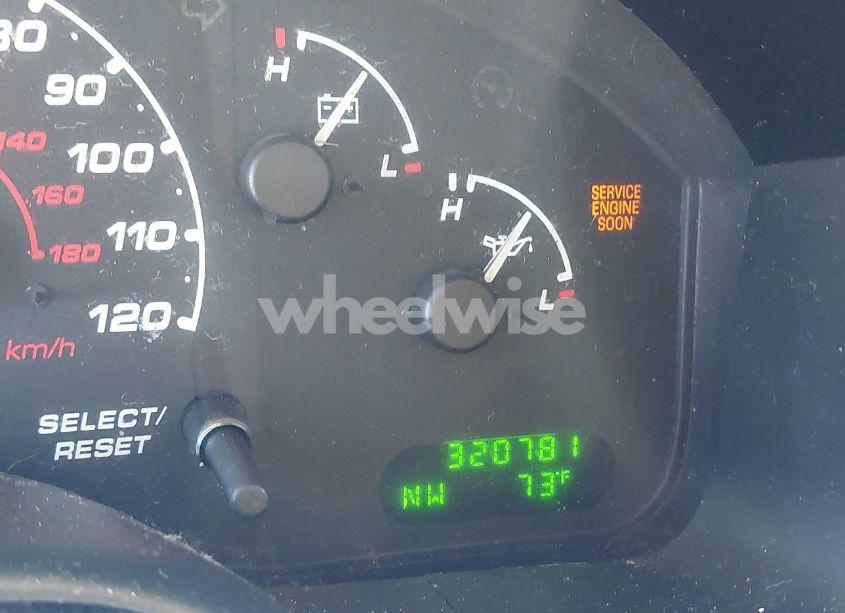 80
90
100
110
120
140
160
180
km/h
H
L
H
L
SERVICE
ENGINE
SOON
wheelwise
SELECT/
RESET
320781
NW 73°F